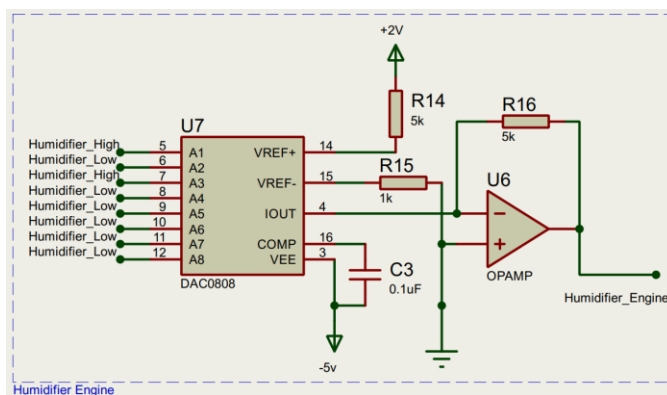 +2V
R14
5k
U7
Humidifier_High 5 A1
Humidifier_Low 6 A2
Humidifier_High 7 A3
Humidifier_Low 8 A4
Humidifier_Low 9 A5
Humidifier_Low 10 A6
Humidifier_Low 11 A7
Humidifier_Low 12 A8
VREF+ 14
VREF- 15
IOUT 4
COMP 16
VEE 3
DAC0808
R15
1k
R16
5k
U6
OPAMP
C3
0.1uF
Humidifier_Engine
-5v
Humidifier Engine